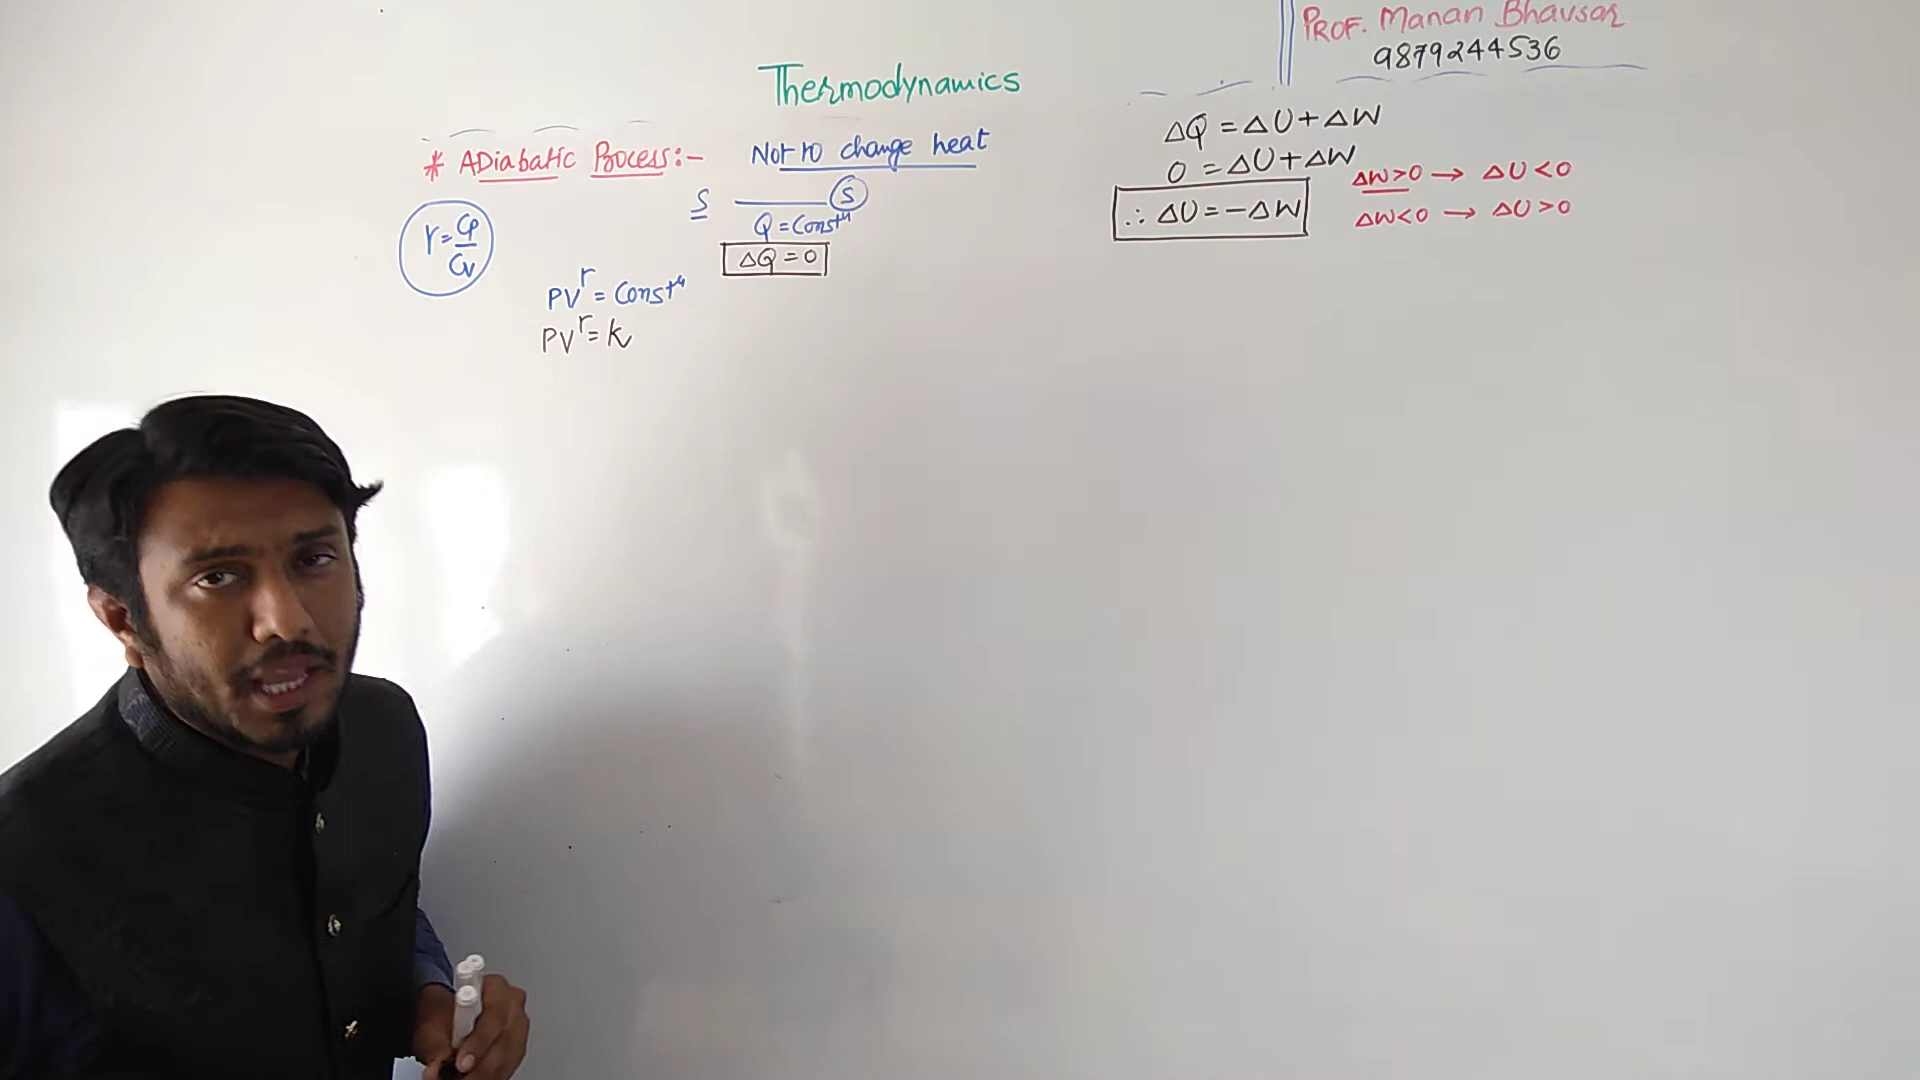 PROF. Manan Bhavsar
9879244536
Thermodynamics
* ADiabatic Process:- Not to change heat
S S
Q = Const
ΔQ = 0
r = Cp/Cv
PV^r = Const
PV^r = k
ΔQ = ΔU + ΔW
0 = ΔU + ΔW
∴ ΔU = -ΔW
ΔW>0 → ΔU<0
ΔW<0 → ΔU>0